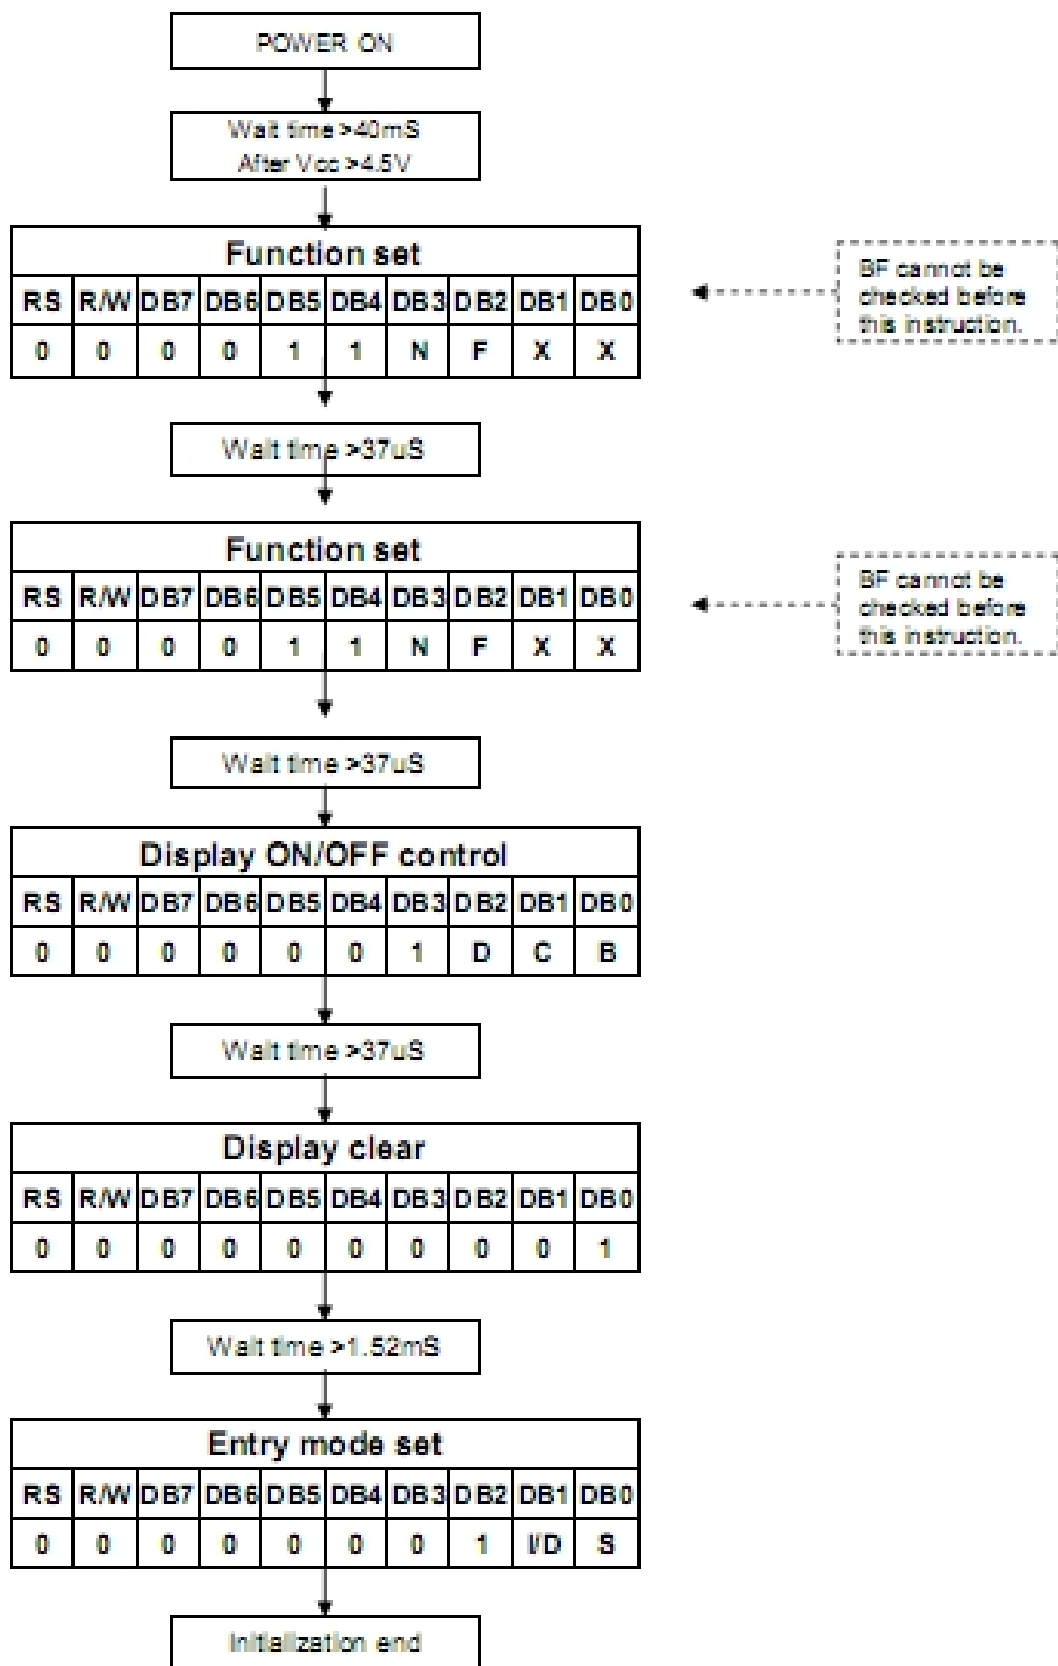 POWER ON
Wait time >40mS
After Vcc >4.5V
Function set
RS R/W DB7 DB6 DB5 DB4 DB3 DB2 DB1 DB0
0 0 0 0 1 1 N F X X
BF cannot be
checked before
this instruction.
Wait time >37uS
Function set
RS R/W DB7 DB6 DB5 DB4 DB3 DB2 DB1 DB0
0 0 0 0 1 1 N F X X
BF cannot be
checked before
this instruction.
Wait time >37uS
Display ON/OFF control
RS R/W DB7 DB6 DB5 DB4 DB3 DB2 DB1 DB0
0 0 0 0 0 0 1 D C B
Wait time >37uS
Display clear
RS R/W DB7 DB6 DB5 DB4 DB3 DB2 DB1 DB0
0 0 0 0 0 0 0 0 0 1
Wait time >1.52mS
Entry mode set
RS R/W DB7 DB6 DB5 DB4 DB3 DB2 DB1 DB0
0 0 0 0 0 0 0 1 I/D S
Initialization end